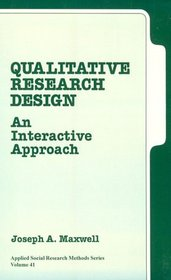 QUALITATIVE
RESEARCH
DESIGN
An
Interactive
Approach
Joseph A. Maxwell
Applied Social Research Methods Series
Volume 41